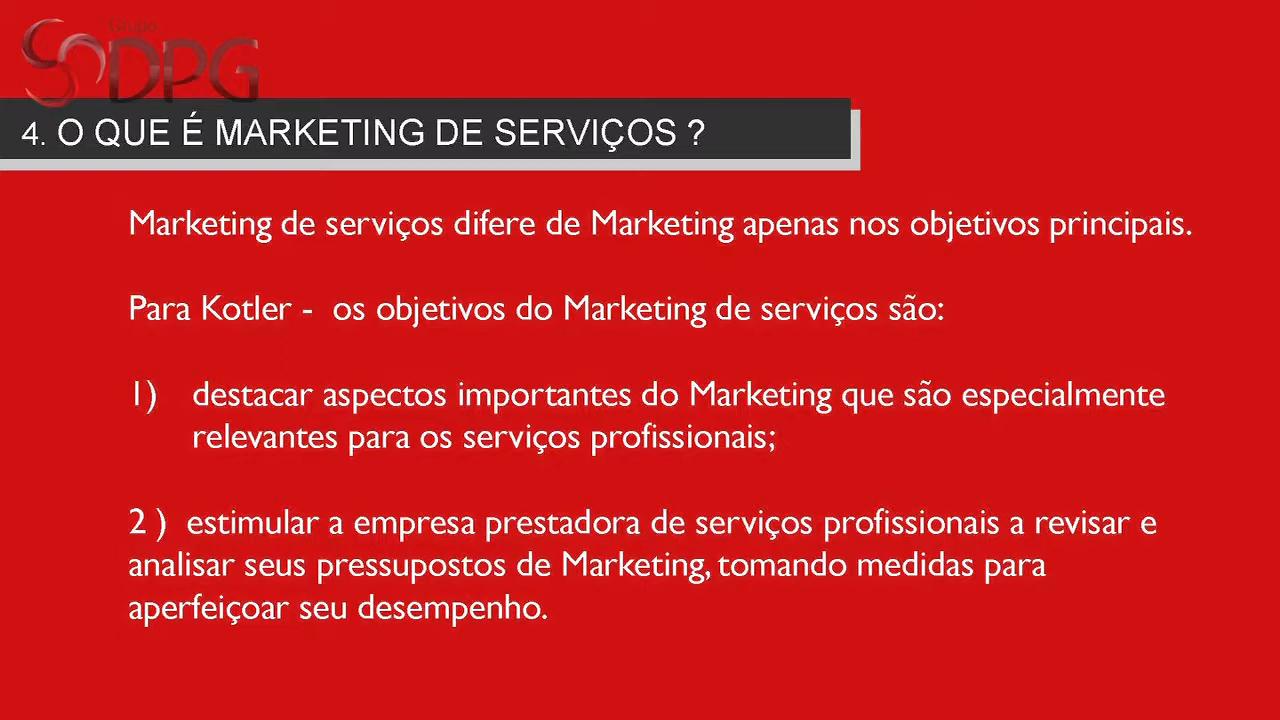 Grupo
DPG
4. O QUE É MARKETING DE SERVIÇOS ?
Marketing de serviços difere de Marketing apenas nos objetivos principais.
Para Kotler - os objetivos do Marketing de serviços são:
1) destacar aspectos importantes do Marketing que são especialmente
relevantes para os serviços profissionais;
2 ) estimular a empresa prestadora de serviços profissionais a revisar e
analisar seus pressupostos de Marketing, tomando medidas para
aperfeiçoar seu desempenho.